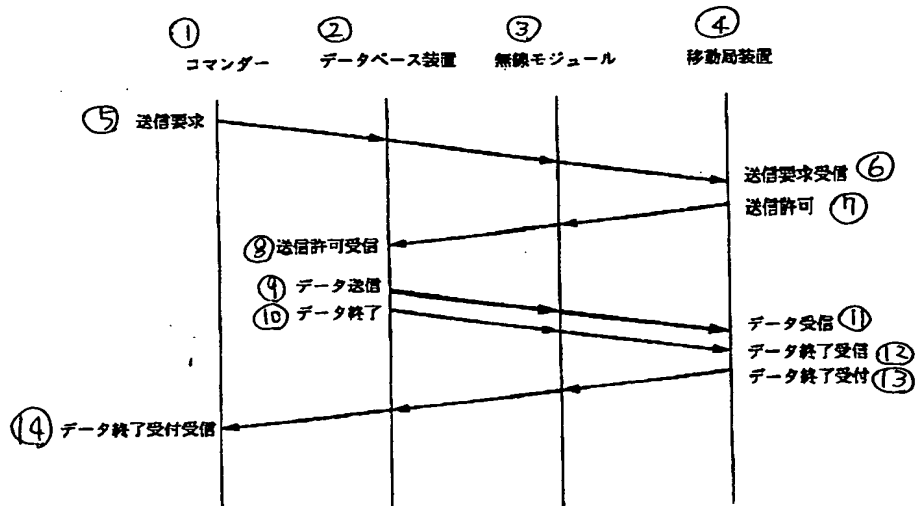 ① ② ③ ④
コマンダー データベース装置 無線モジュール 移動局装置
⑤ 送信要求
送信要求受信 ⑥
送信許可 ⑦
⑧ 送信許可受信
⑨ データ送信
⑩ データ終了
データ受信 ⑪
データ終了受信 ⑫
データ終了受付 ⑬
⑭ データ終了受付受信